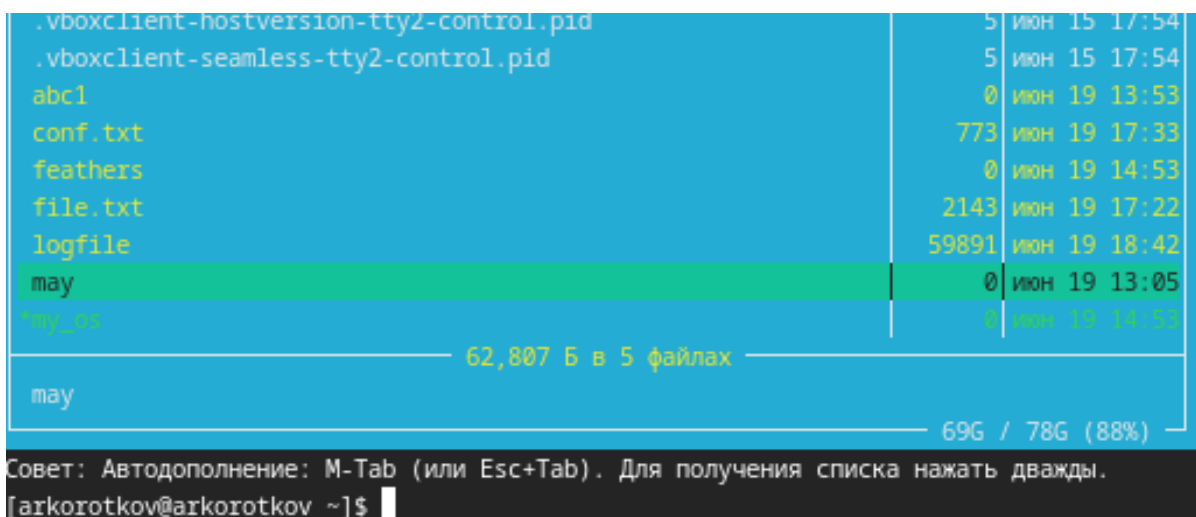 .vboxclient-hostversion-tty2-control.pid 5 июн 15 17:54
.vboxclient-seamless-tty2-control.pid 5 июн 15 17:54
abc1 0 июн 19 13:53
conf.txt 773 июн 19 17:33
feathers 0 июн 19 14:53
file.txt 2143 июн 19 17:22
logfile 59891 июн 19 18:42
may 0 июн 19 13:05
*my_os 0 июн 19 14:53
62,807 Б в 5 файлах
may
69G / 78G (88%)
Совет: Автодополнение: M-Tab (или Esc+Tab). Для получения списка нажать дважды.
[arkorotkov@arkorotkov ~]$